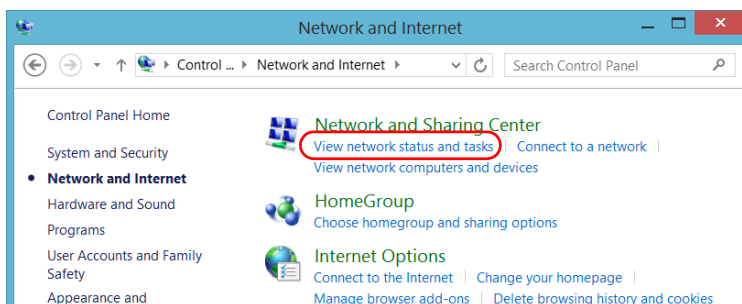 Network and Internet
Control ... Network and Internet Search Control Panel
Control Panel Home
System and Security
Network and Internet
Hardware and Sound
Programs
User Accounts and Family
Safety
Appearance and
Network and Sharing Center
View network status and tasks Connect to a network
View network computers and devices
HomeGroup
Choose homegroup and sharing options
Internet Options
Connect to the Internet Change your homepage
Manage browser add-ons Delete browsing history and cookies